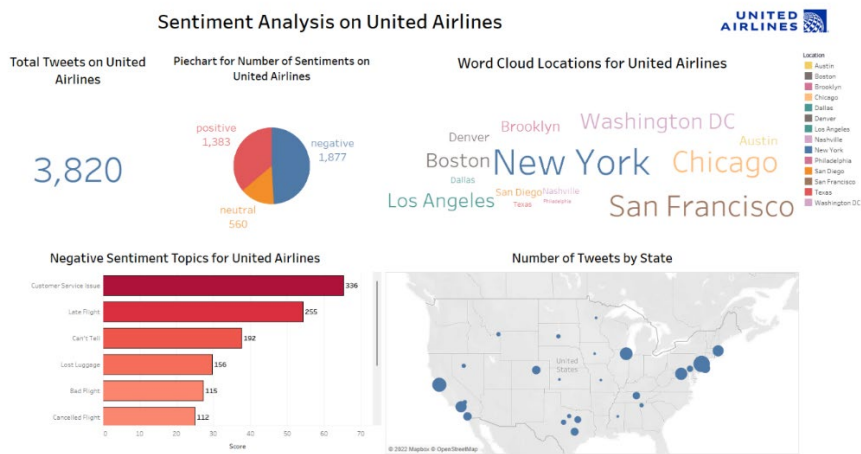 Sentiment Analysis on United Airlines
UNITED
AIRLINES
Total Tweets on United
Airlines
3,820
Piechart for Number of Sentiments on
United Airlines
positive
1,383
negative
1,877
neutral
560
Word Cloud Locations for United Airlines
Brooklyn
Washington DC
Denver
Austin
Boston
New York
Chicago
Dallas
San Diego
Nashville
Los Angeles
Texas
Philadelphia
San Francisco
Location
Austin
Boston
Brooklyn
Chicago
Dallas
Denver
Los Angeles
Nashville
New York
Philadelphia
San Diego
San Francisco
Texas
Washington DC
Negative Sentiment Topics for United Airlines
Customer Service Issue
336
Late Flight
255
Can't Tell
192
Lost Luggage
156
Bad Flight
115
Cancelled Flight
112
0 10 20 30 40 50 60 70
Score
Number of Tweets by State
United
States
© 2022 Mapbox © OpenStreetMap